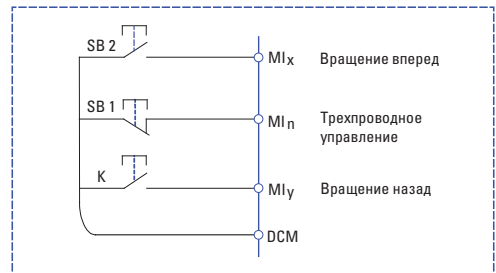 SB 2
MIx
Вращение вперед
SB 1
MIn
Трехпроводное
управление
K
MIy
Вращение назад
DCM